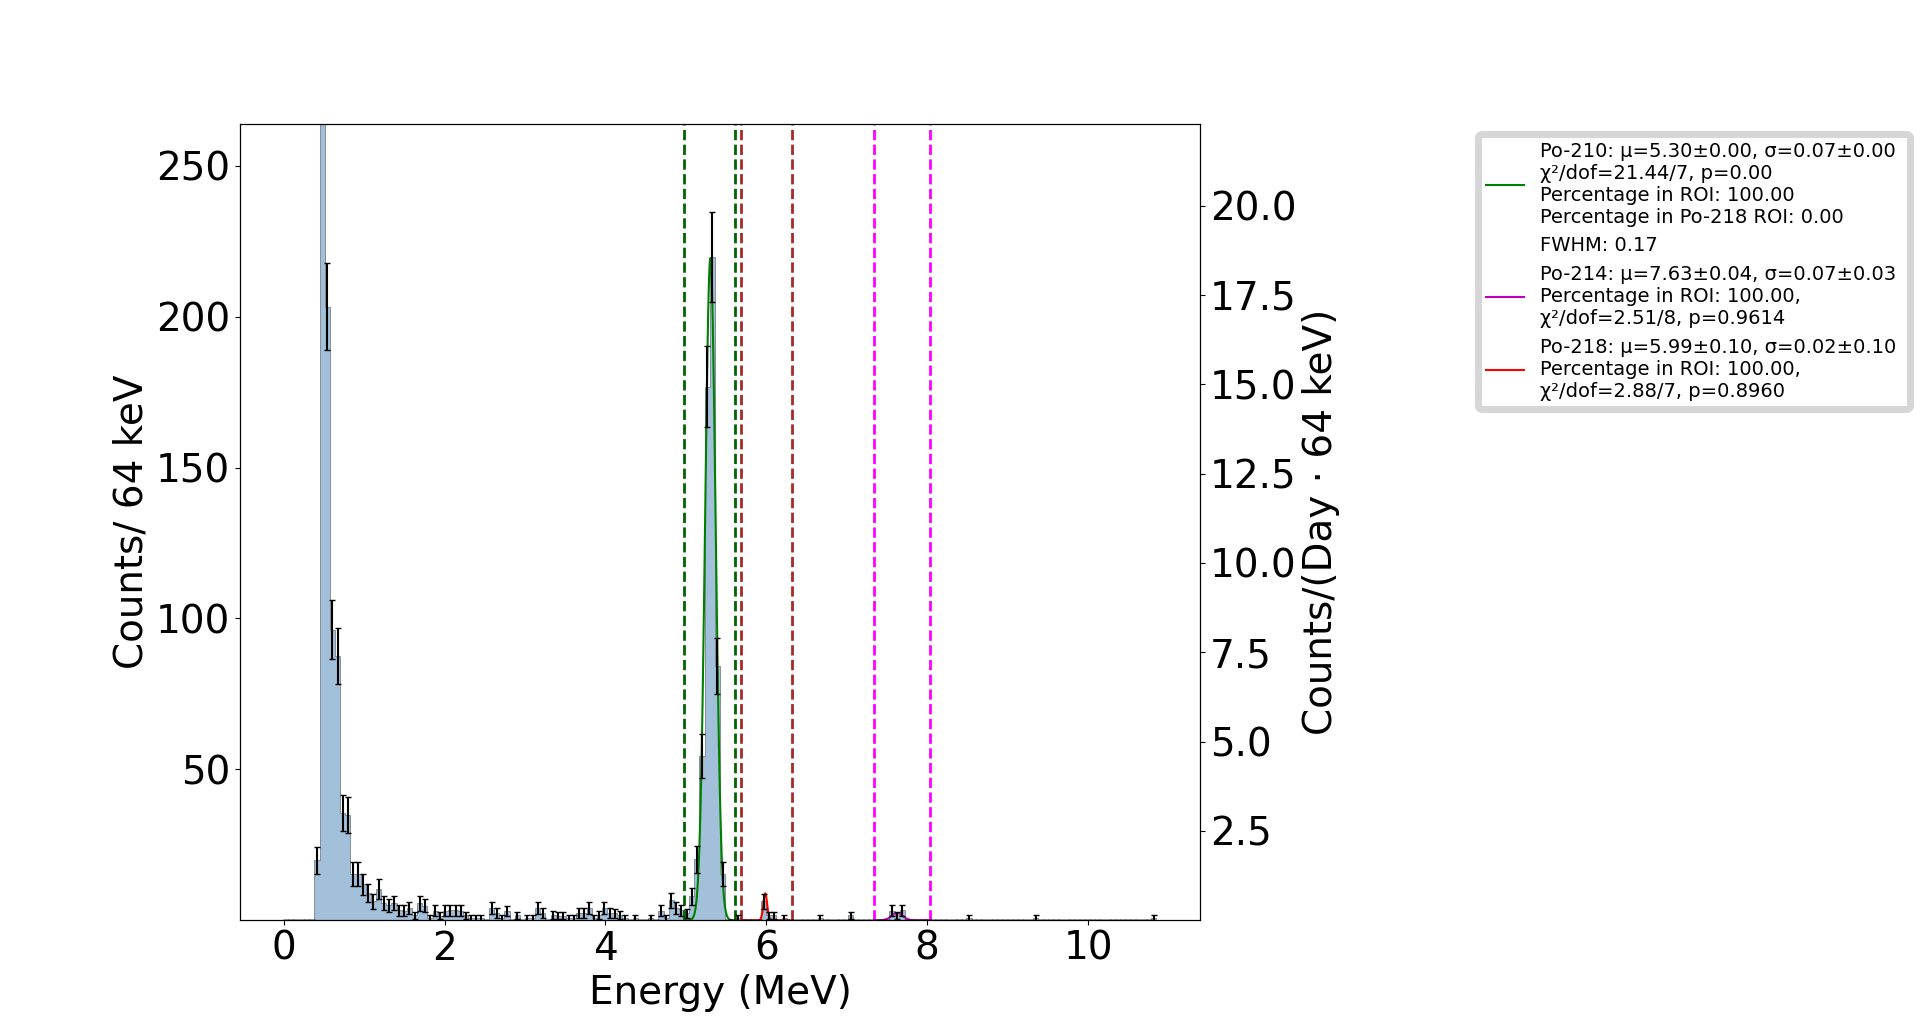 Counts/ 64 keV
250
200
150
100
50
0
2
4
6
8
10
Energy (MeV)
20.0
17.5
15.0
12.5
10.0
7.5
5.0
2.5
Counts/(Day · 64 keV)
Po-210: μ=5.30±0.00, σ=0.07±0.00
χ²/dof=21.44/7, p=0.00
Percentage in ROI: 100.00
Percentage in Po-218 ROI: 0.00
FWHM: 0.17
Po-214: μ=7.63±0.04, σ=0.07±0.03
Percentage in ROI: 100.00,
χ²/dof=2.51/8, p=0.9614
Po-218: μ=5.99±0.10, σ=0.02±0.10
Percentage in ROI: 100.00,
χ²/dof=2.88/7, p=0.8960